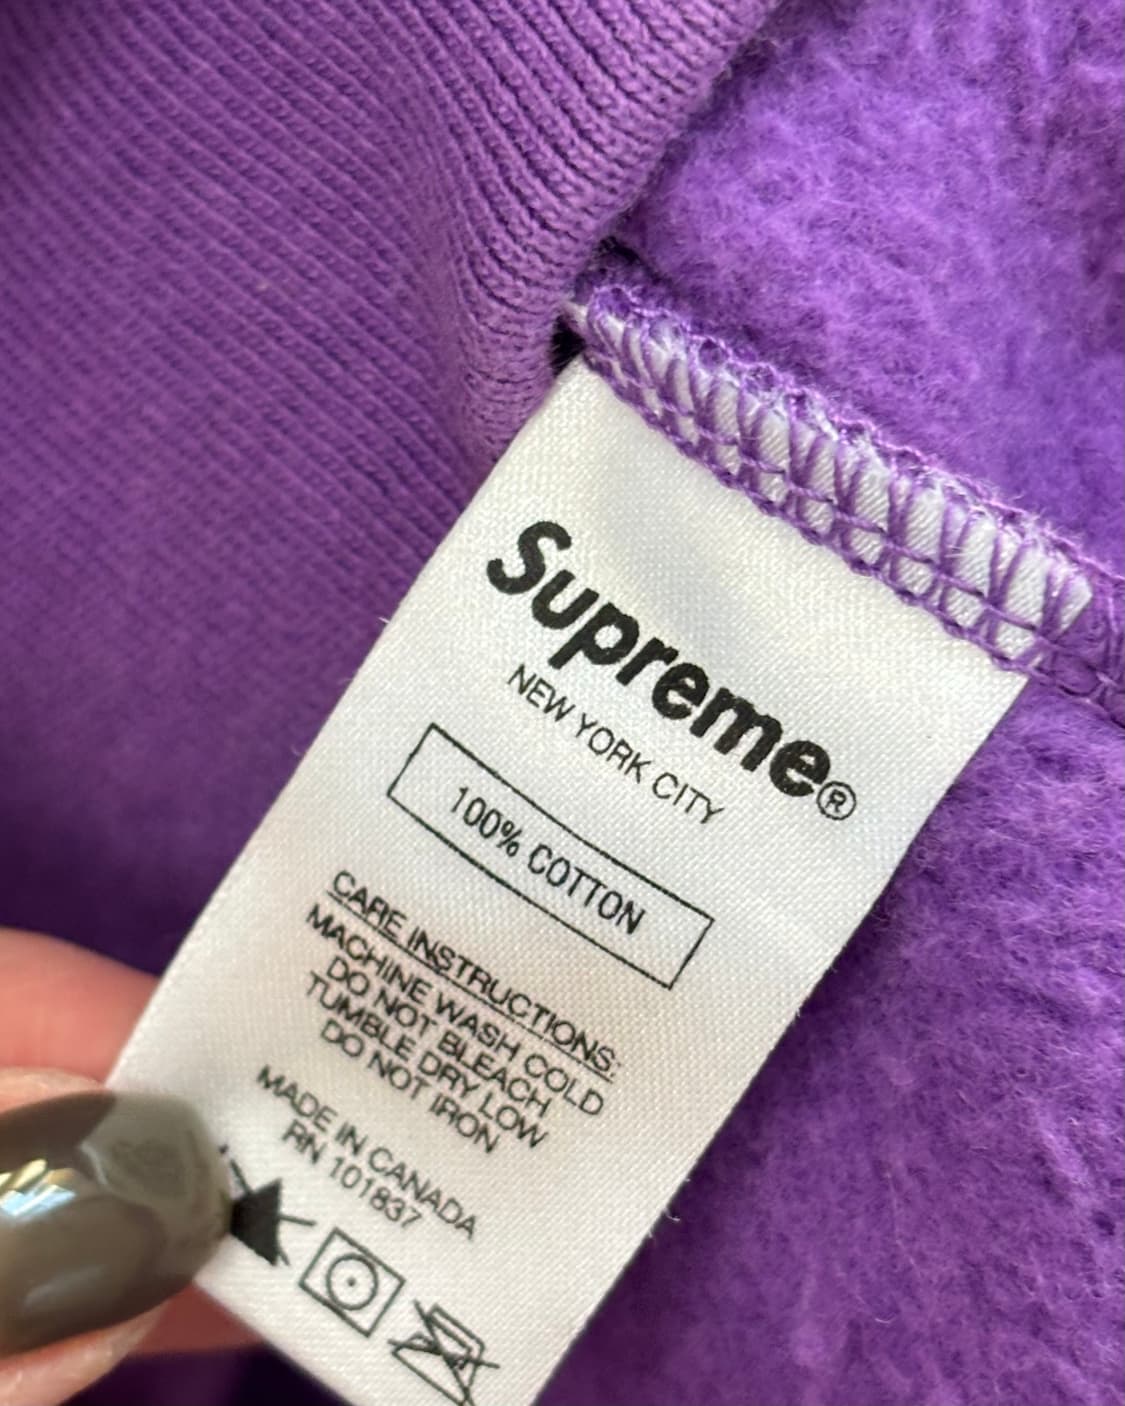 Supreme®
NEW YORK CITY
100% COTTON
CARE INSTRUCTIONS:
MACHINE WASH COLD
DO NOT BLEACH
TUMBLE DRY LOW
DO NOT IRON
MADE IN CANADA
RN 101837